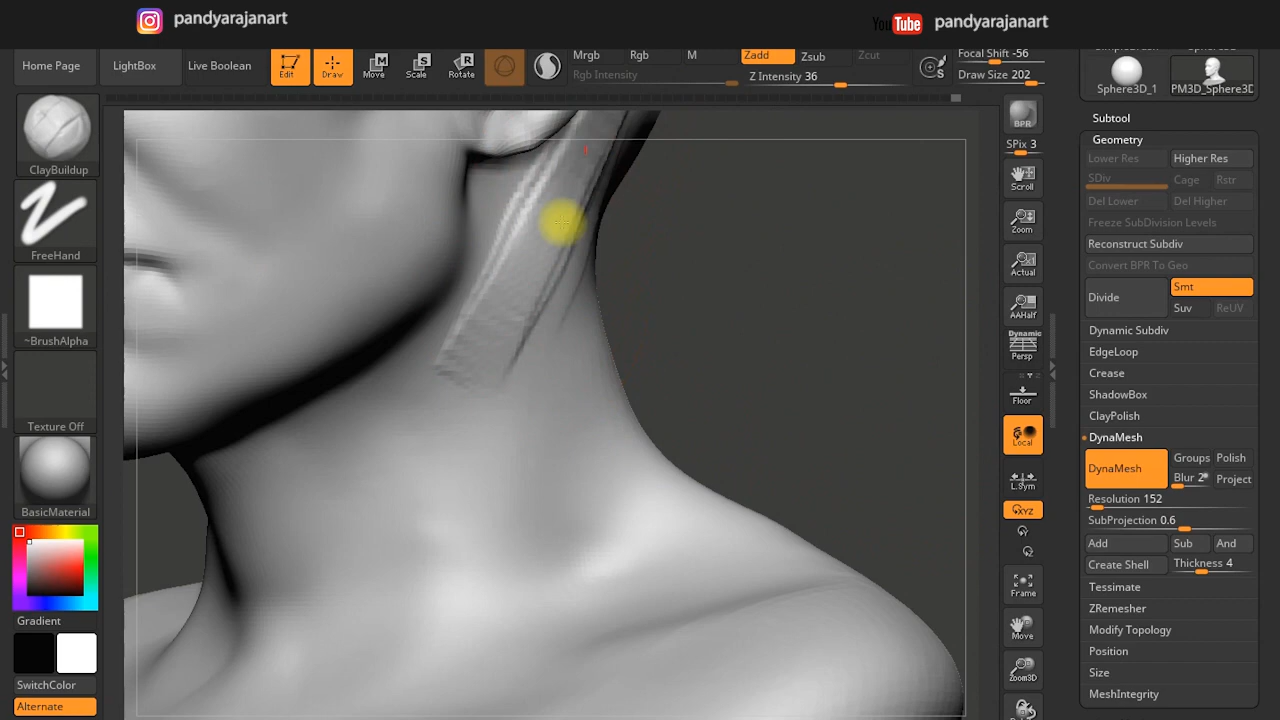 pandyarajanart
YouTube pandyarajanart
Home Page LightBox Live Boolean Edit Draw Move Scale Rotate Mrgb Rgb M Zadd Zsub Zcut Focal Shift -56
Rgb Intensity Z Intensity 36 Draw Size 202
ClayBuildup
FreeHand
~BrushAlpha
Texture Off
BasicMaterial
Gradient
SwitchColor
Alternate
BPR
SPix 3
Scroll
Zoom
Actual
AAHalf
Dynamic
Persp
Floor
Local
L.Sym
XYZ
Frame
Move
Zoom3D
Sphere3D_1 PM3D_Sphere3D
Subtool
Geometry
Lower Res Higher Res
SDiv Cage Rstr
Del Lower Del Higher
Freeze SubDivision Levels
Reconstruct Subdiv
Convert BPR To Geo
Divide Smt
Suv ReUV
Dynamic Subdiv
EdgeLoop
Crease
ShadowBox
ClayPolish
DynaMesh
DynaMesh Groups Polish
Blur 2 Project
Resolution 152
SubProjection 0.6
Add Sub And
Create Shell Thickness 4
Tessimate
ZRemesher
Modify Topology
Position
Size
MeshIntegrity